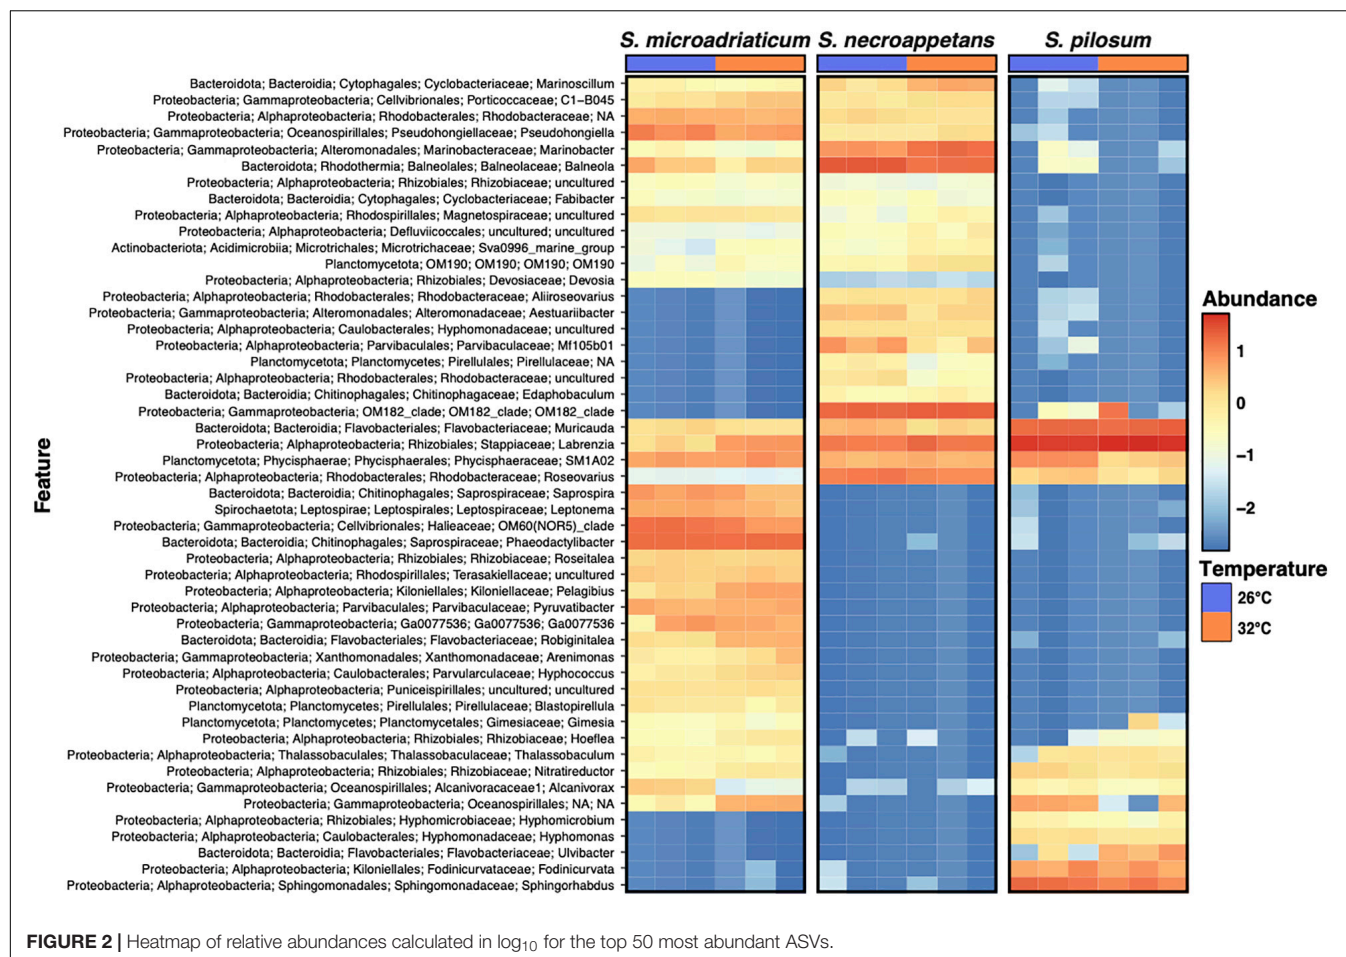 S. microadriaticum S. necroappetans S. pilosum
Bacteroidota; Bacteroidia; Cytophagales; Cyclobacteriaceae; Marinoscillum
Proteobacteria; Gammaproteobacteria; Cellvibrionales; Porticoccaceae; C1–B045
Proteobacteria; Alphaproteobacteria; Rhodobacterales; Rhodobacteraceae; NA
Proteobacteria; Gammaproteobacteria; Oceanospirillales; Pseudohongiellaceae; Pseudohongiella
Proteobacteria; Gammaproteobacteria; Alteromonadales; Marinobacteraceae; Marinobacter
Bacteroidota; Rhodothermia; Balneolales; Balneolaceae; Balneola
Proteobacteria; Alphaproteobacteria; Rhizobiales; Rhizobiaceae; uncultured
Bacteroidota; Bacteroidia; Cytophagales; Cyclobacteriaceae; Fabibacter
Proteobacteria; Alphaproteobacteria; Rhodospirillales; Magnetospiraceae; uncultured
Proteobacteria; Alphaproteobacteria; Defluviicoccales; uncultured; uncultured
Actinobacteriota; Acidimicrobiia; Microtrichales; Microtrichaceae; Sva0996_marine_group
Planctomycetota; OM190; OM190; OM190; OM190
Proteobacteria; Alphaproteobacteria; Rhizobiales; Devosiaceae; Devosia
Proteobacteria; Alphaproteobacteria; Rhodobacterales; Rhodobacteraceae; Aliiroseovarius
Proteobacteria; Gammaproteobacteria; Alteromonadales; Alteromonadaceae; Aestuariibacter
Proteobacteria; Alphaproteobacteria; Caulobacterales; Hyphomonadaceae; uncultured
Proteobacteria; Alphaproteobacteria; Parvibaculales; Parvibaculaceae; Mf105b01
Planctomycetota; Planctomycetes; Pirellulales; Pirellulaceae; NA
Proteobacteria; Alphaproteobacteria; Rhodobacterales; Rhodobacteraceae; uncultured
Bacteroidota; Bacteroidia; Chitinophagales; Chitinophagaceae; Edaphobaculum
Proteobacteria; Gammaproteobacteria; OM182_clade; OM182_clade; OM182_clade
Bacteroidota; Bacteroidia; Flavobacteriales; Flavobacteriaceae; Muricauda
Proteobacteria; Alphaproteobacteria; Rhizobiales; Stappiaceae; Labrenzia
Planctomycetota; Phycisphaerae; Phycisphaerales; Phycisphaeraceae; SM1A02
Proteobacteria; Alphaproteobacteria; Rhodobacterales; Rhodobacteraceae; Roseovarius
Bacteroidota; Bacteroidia; Chitinophagales; Saprospiraceae; Saprospira
Spirochaetota; Leptospirae; Leptospirales; Leptospiraceae; Leptonema
Proteobacteria; Gammaproteobacteria; Cellvibrionales; Halieaceae; OM60(NOR5)_clade
Bacteroidota; Bacteroidia; Chitinophagales; Saprospiraceae; Phaeodactylibacter
Proteobacteria; Alphaproteobacteria; Rhizobiales; Rhizobiaceae; Roseitalea
Proteobacteria; Alphaproteobacteria; Rhodospirillales; Terasakiellaceae; uncultured
Proteobacteria; Alphaproteobacteria; Kiloniellales; Kiloniellaceae; Pelagibius
Proteobacteria; Alphaproteobacteria; Parvibaculales; Parvibaculaceae; Pyruvatibacter
Proteobacteria; Gammaproteobacteria; Ga0077536; Ga0077536; Ga0077536
Bacteroidota; Bacteroidia; Flavobacteriales; Flavobacteriaceae; Robiginitalea
Proteobacteria; Gammaproteobacteria; Xanthomonadales; Xanthomonadaceae; Arenimonas
Proteobacteria; Alphaproteobacteria; Caulobacterales; Parvularculaceae; Hyphococcus
Proteobacteria; Alphaproteobacteria; Puniceispirillales; uncultured; uncultured
Planctomycetota; Planctomycetes; Pirellulales; Pirellulaceae; Blastopirellula
Planctomycetota; Planctomycetes; Planctomycetales; Gimesiaceae; Gimesia
Proteobacteria; Alphaproteobacteria; Rhizobiales; Rhizobiaceae; Hoeflea
Proteobacteria; Alphaproteobacteria; Thalassobaculales; Thalassobaculaceae; Thalassobaculum
Proteobacteria; Alphaproteobacteria; Rhizobiales; Rhizobiaceae; Nitratireductor
Proteobacteria; Gammaproteobacteria; Oceanospirillales; Alcanivoracaceae1; Alcanivorax
Proteobacteria; Gammaproteobacteria; Oceanospirillales; NA; NA
Proteobacteria; Alphaproteobacteria; Rhizobiales; Hyphomicrobiaceae; Hyphomicrobium
Proteobacteria; Alphaproteobacteria; Caulobacterales; Hyphomonadaceae; Hyphomonas
Bacteroidota; Bacteroidia; Flavobacteriales; Flavobacteriaceae; Ulvibacter
Proteobacteria; Alphaproteobacteria; Kiloniellales; Fodinicurvataceae; Fodinicurvata
Proteobacteria; Alphaproteobacteria; Sphingomonadales; Sphingomonadaceae; Sphingorhabdus
Feature
Abundance
1
0
−1
−2
Temperature
26°C
32°C
FIGURE 2 | Heatmap of relative abundances calculated in log10 for the top 50 most abundant ASVs.